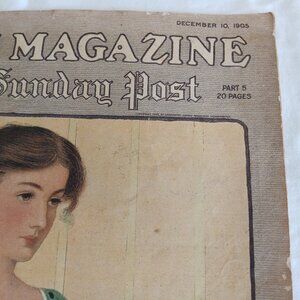 DECEMBER 10, 1905
MAGAZINE
Sunday Post
PART 5
20 PAGES